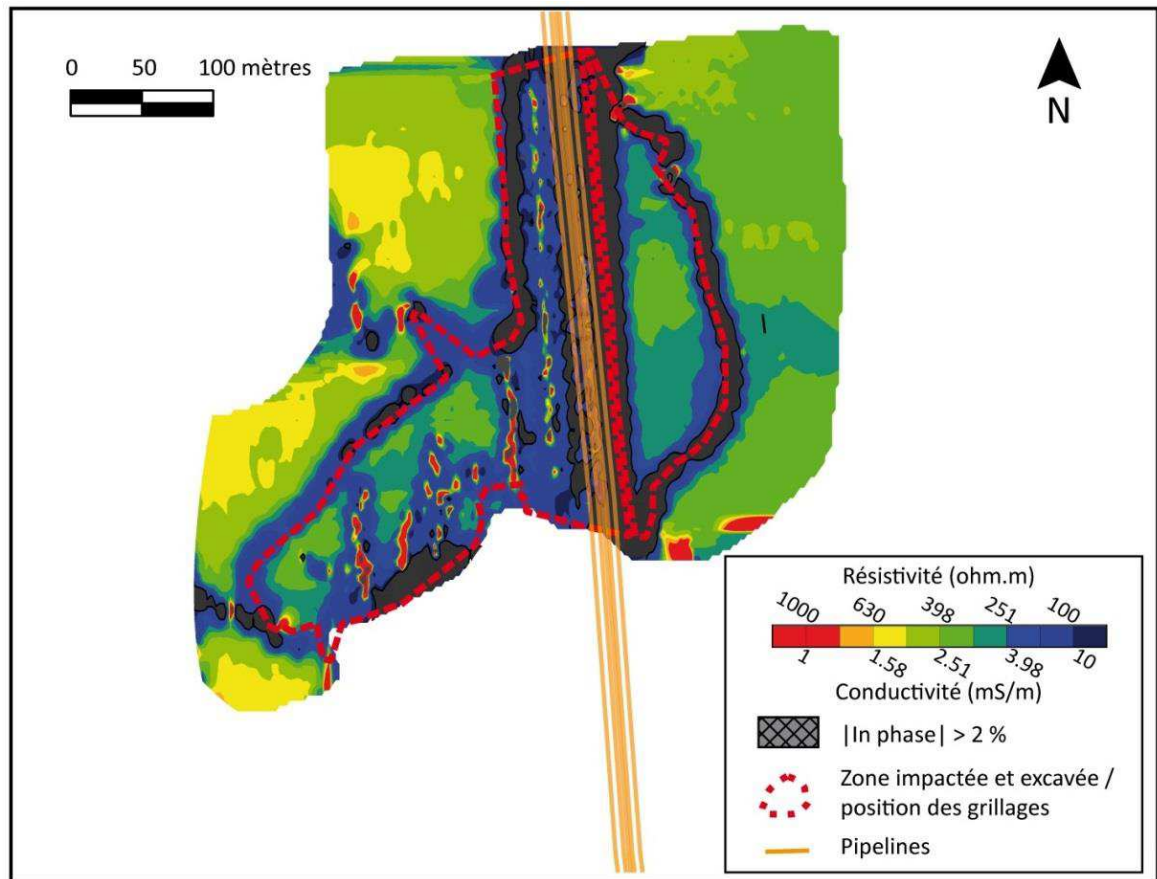 0 50 100 mètres
N
Résistivité (ohm.m)
1000 630 398 251 100
1 1.58 2.51 3.98 10
Conductivité (mS/m)
|In phase| > 2 %
Zone impactée et excavée /
position des grillages
Pipelines